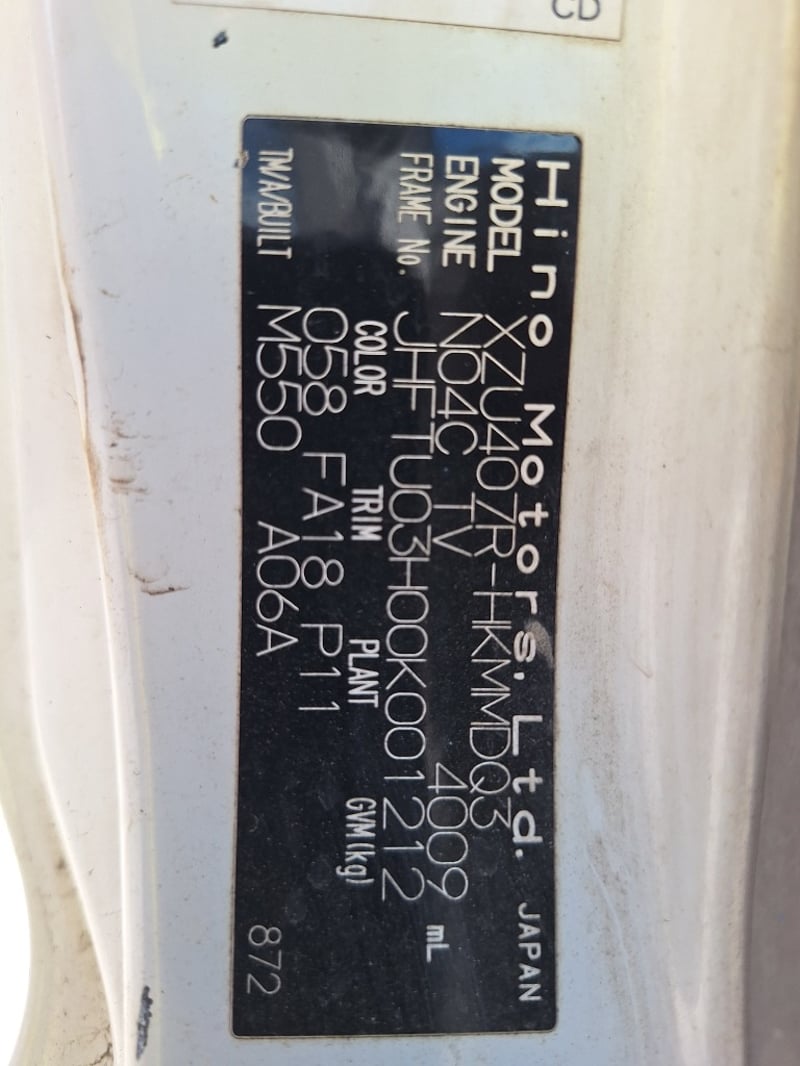 CD
Hino Motors, Ltd. JAPAN
MODEL XZU407R-HKMMDQ3
ENGINE N04C TV 4009 mL
FRAME No. JHFTU03H00K001212
COLOR TRIM PLANT GVM(kg)
058 FA18 P11
TM/A/BUILT M550 A06A 872